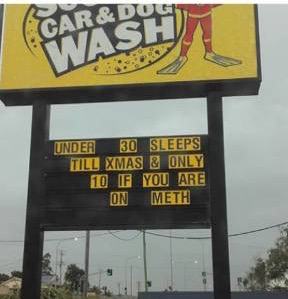 CAR & DOG
WASH
UNDER 30 SLEEPS
TILL XMAS & ONLY
10 IF YOU ARE
ON METH